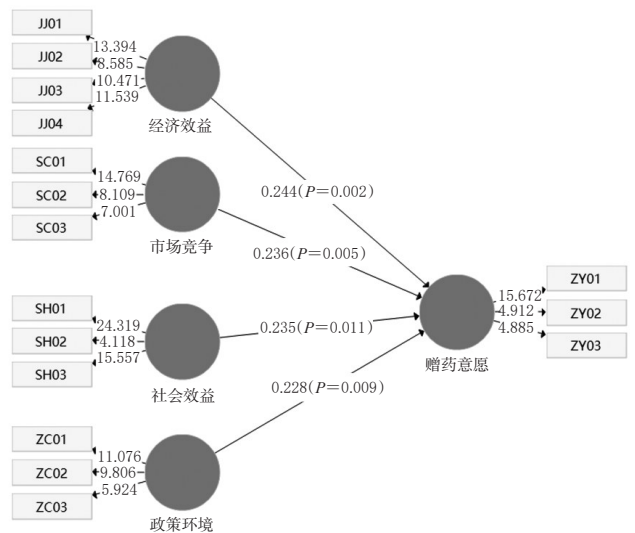 JJ01
JJ02
JJ03
JJ04
13.394
8.585
10.471
11.539
经济效益
SC01
SC02
SC03
14.769
8.109
7.001
市场竞争
SH01
SH02
SH03
24.319
4.118
15.557
社会效益
ZC01
ZC02
ZC03
11.076
9.806
5.924
政策环境
0.244(P=0.002)
0.236(P=0.005)
0.235(P=0.011)
0.228(P=0.009)
赠药意愿
15.672
4.912
4.885
ZY01
ZY02
ZY03